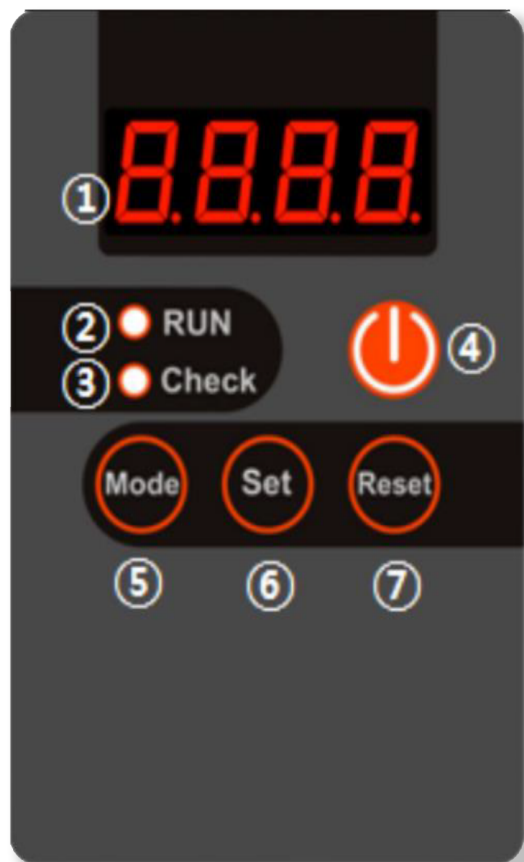 ① 8.8.8.8.
② RUN ④
③ Check
Mode Set Reset
⑤ ⑥ ⑦